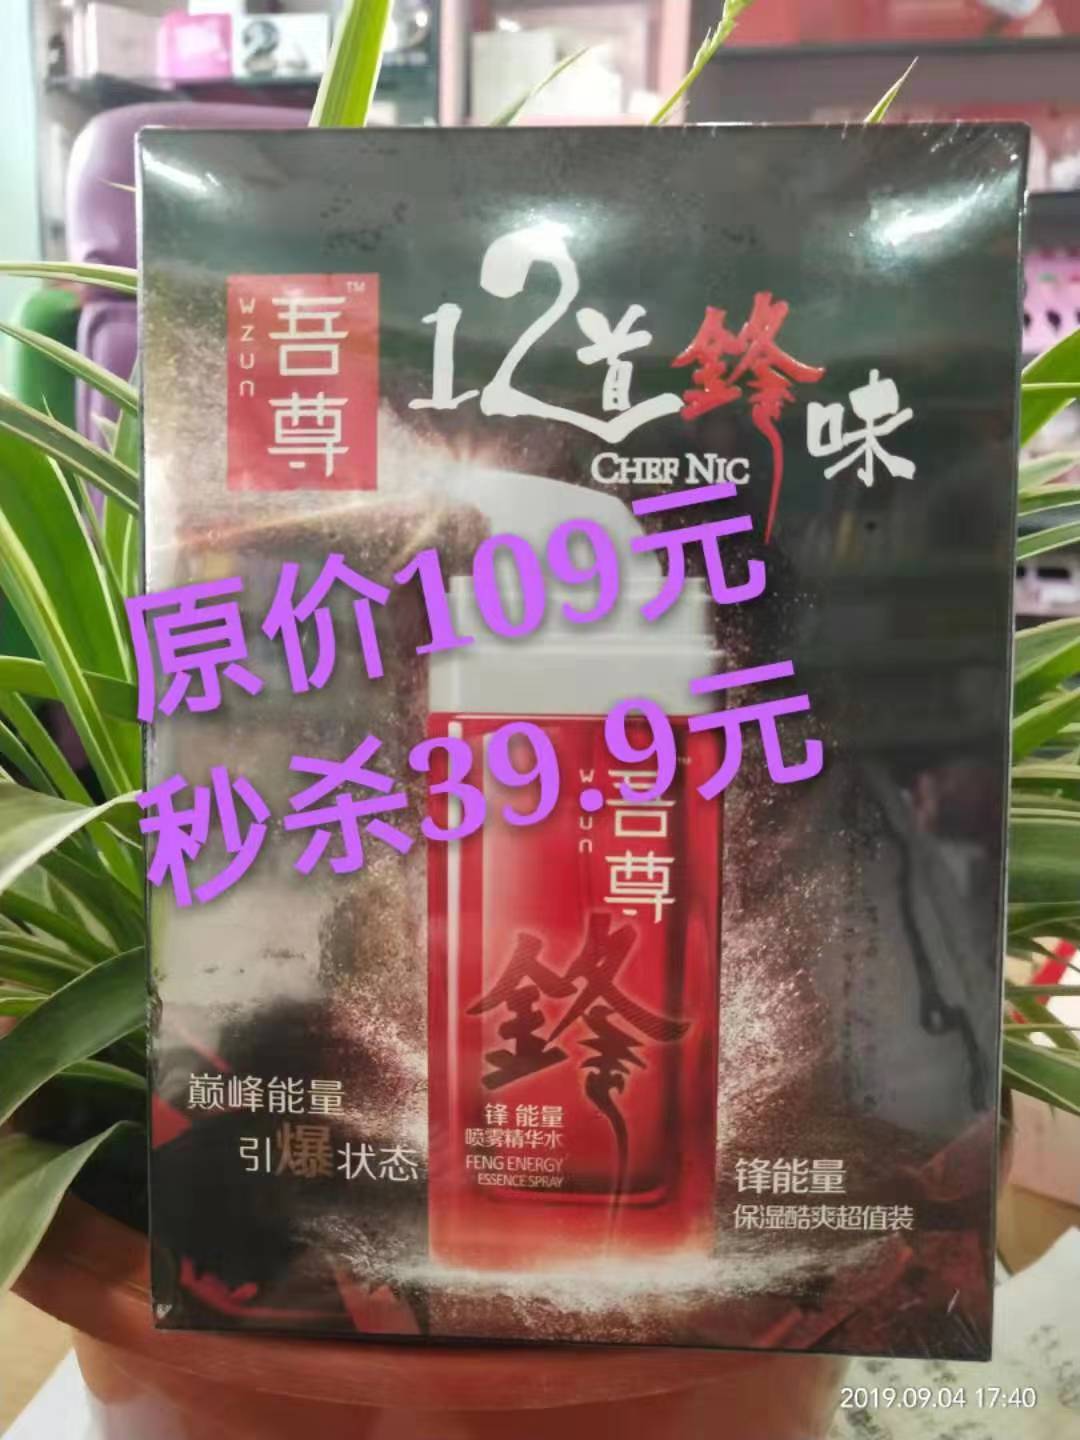 吾尊
TM
wzun
12道鋒味
CHEF NIC
原价109元
秒杀39.9元
吾尊
wzun
鋒
锋 能量
喷雾精华水
FENG ENERGY
ESSENCE SPRAY
巅峰能量
引爆状态
锋能量
保湿酷爽超值装
2019.09.04 17:40